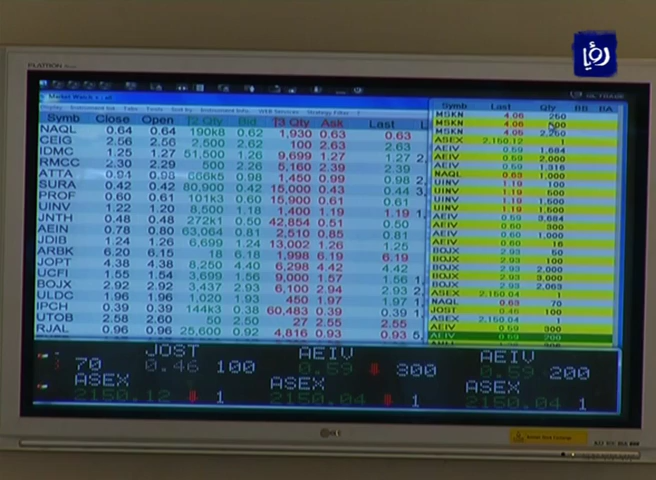 رؤيا
PLATRON
Market Watch
Symb Close Open Qty Bid Qty Ask Last
NAQL 0.64 0.64 190k8 0.62 1,930 0.63 0.63
CEIG 2.56 2.56 2,500 2.62 100 2.63 2.63
IDMC 1.25 1.27 51,500 1.26 9,699 1.27 1.27
RMCC 2.30 2.29 500 2.26 5,160 2.39 2.39
ATTA 0.94 0.98 666k5 0.98 1,450 0.99 0.98
SURA 0.42 0.42 80,900 0.42 15,000 0.43 0.44
PROF 0.60 0.61 101k3 0.60 15,900 0.61 0.61
UINV 1.22 1.20 8,500 1.18 1,400 1.19 1.19
JNTH 0.48 0.48 272k1 0.50 42,854 0.51 0.50
AEIN 0.78 0.80 63,064 0.81 2,510 0.85 0.81
JDIB 1.24 1.26 6,699 1.24 13,002 1.26 1.25
ARBK 6.20 6.15 18 6.18 1,998 6.19 6.19
JOPT 4.38 4.38 8,250 4.40 6,298 4.42 4.42
UCFI 1.55 1.54 3,699 1.56 9,000 1.57 1.56
BOJX 2.92 2.92 3,437 2.93 6,100 2.94 2.93
ULDC 1.96 1.96 1,020 1.93 450 1.97 1.97
IPCH 0.39 0.39 144k3 0.38 60,483 0.39 0.39
UTOB 2.58 2.60 50 2.50 27 2.55 2.55
RJAL 0.96 0.96 25,600 0.92 4,816 0.93 0.93
Symb Last Qty BB BA
MSKN 4.06 250
MSKN 4.06 500
MSKN 4.05 2,250
ASEX 2,150.12 1
AEIV 0.59 1,684
AEIV 0.59 2,000
AEIV 0.59 1,316
NAQL 0.63 1,000
UINV 1.19 100
UINV 1.19 500
UINV 1.19 1,500
UINV 1.19 1,500
AEIV 0.59 3,684
AEIV 0.60 300
AEIV 0.60 1,000
AEIV 0.60 16
BOJX 2.93 50
BOJX 2.93 100
BOJX 2.93 2,000
BOJX 2.93 3,000
BOJX 2.93 2,063
ASEX 2,150.04 1
NAQL 0.63 70
JOST 0.46 100
ASEX 2,150.04 1
AEIV 0.59 300
AEIV 0.59 200
70 JOST 0.46 100 AEIV 0.59 300 AEIV 0.59 200
ASEX 2150.12 1 ASEX 2150.04 1 ASEX 2150.04 1